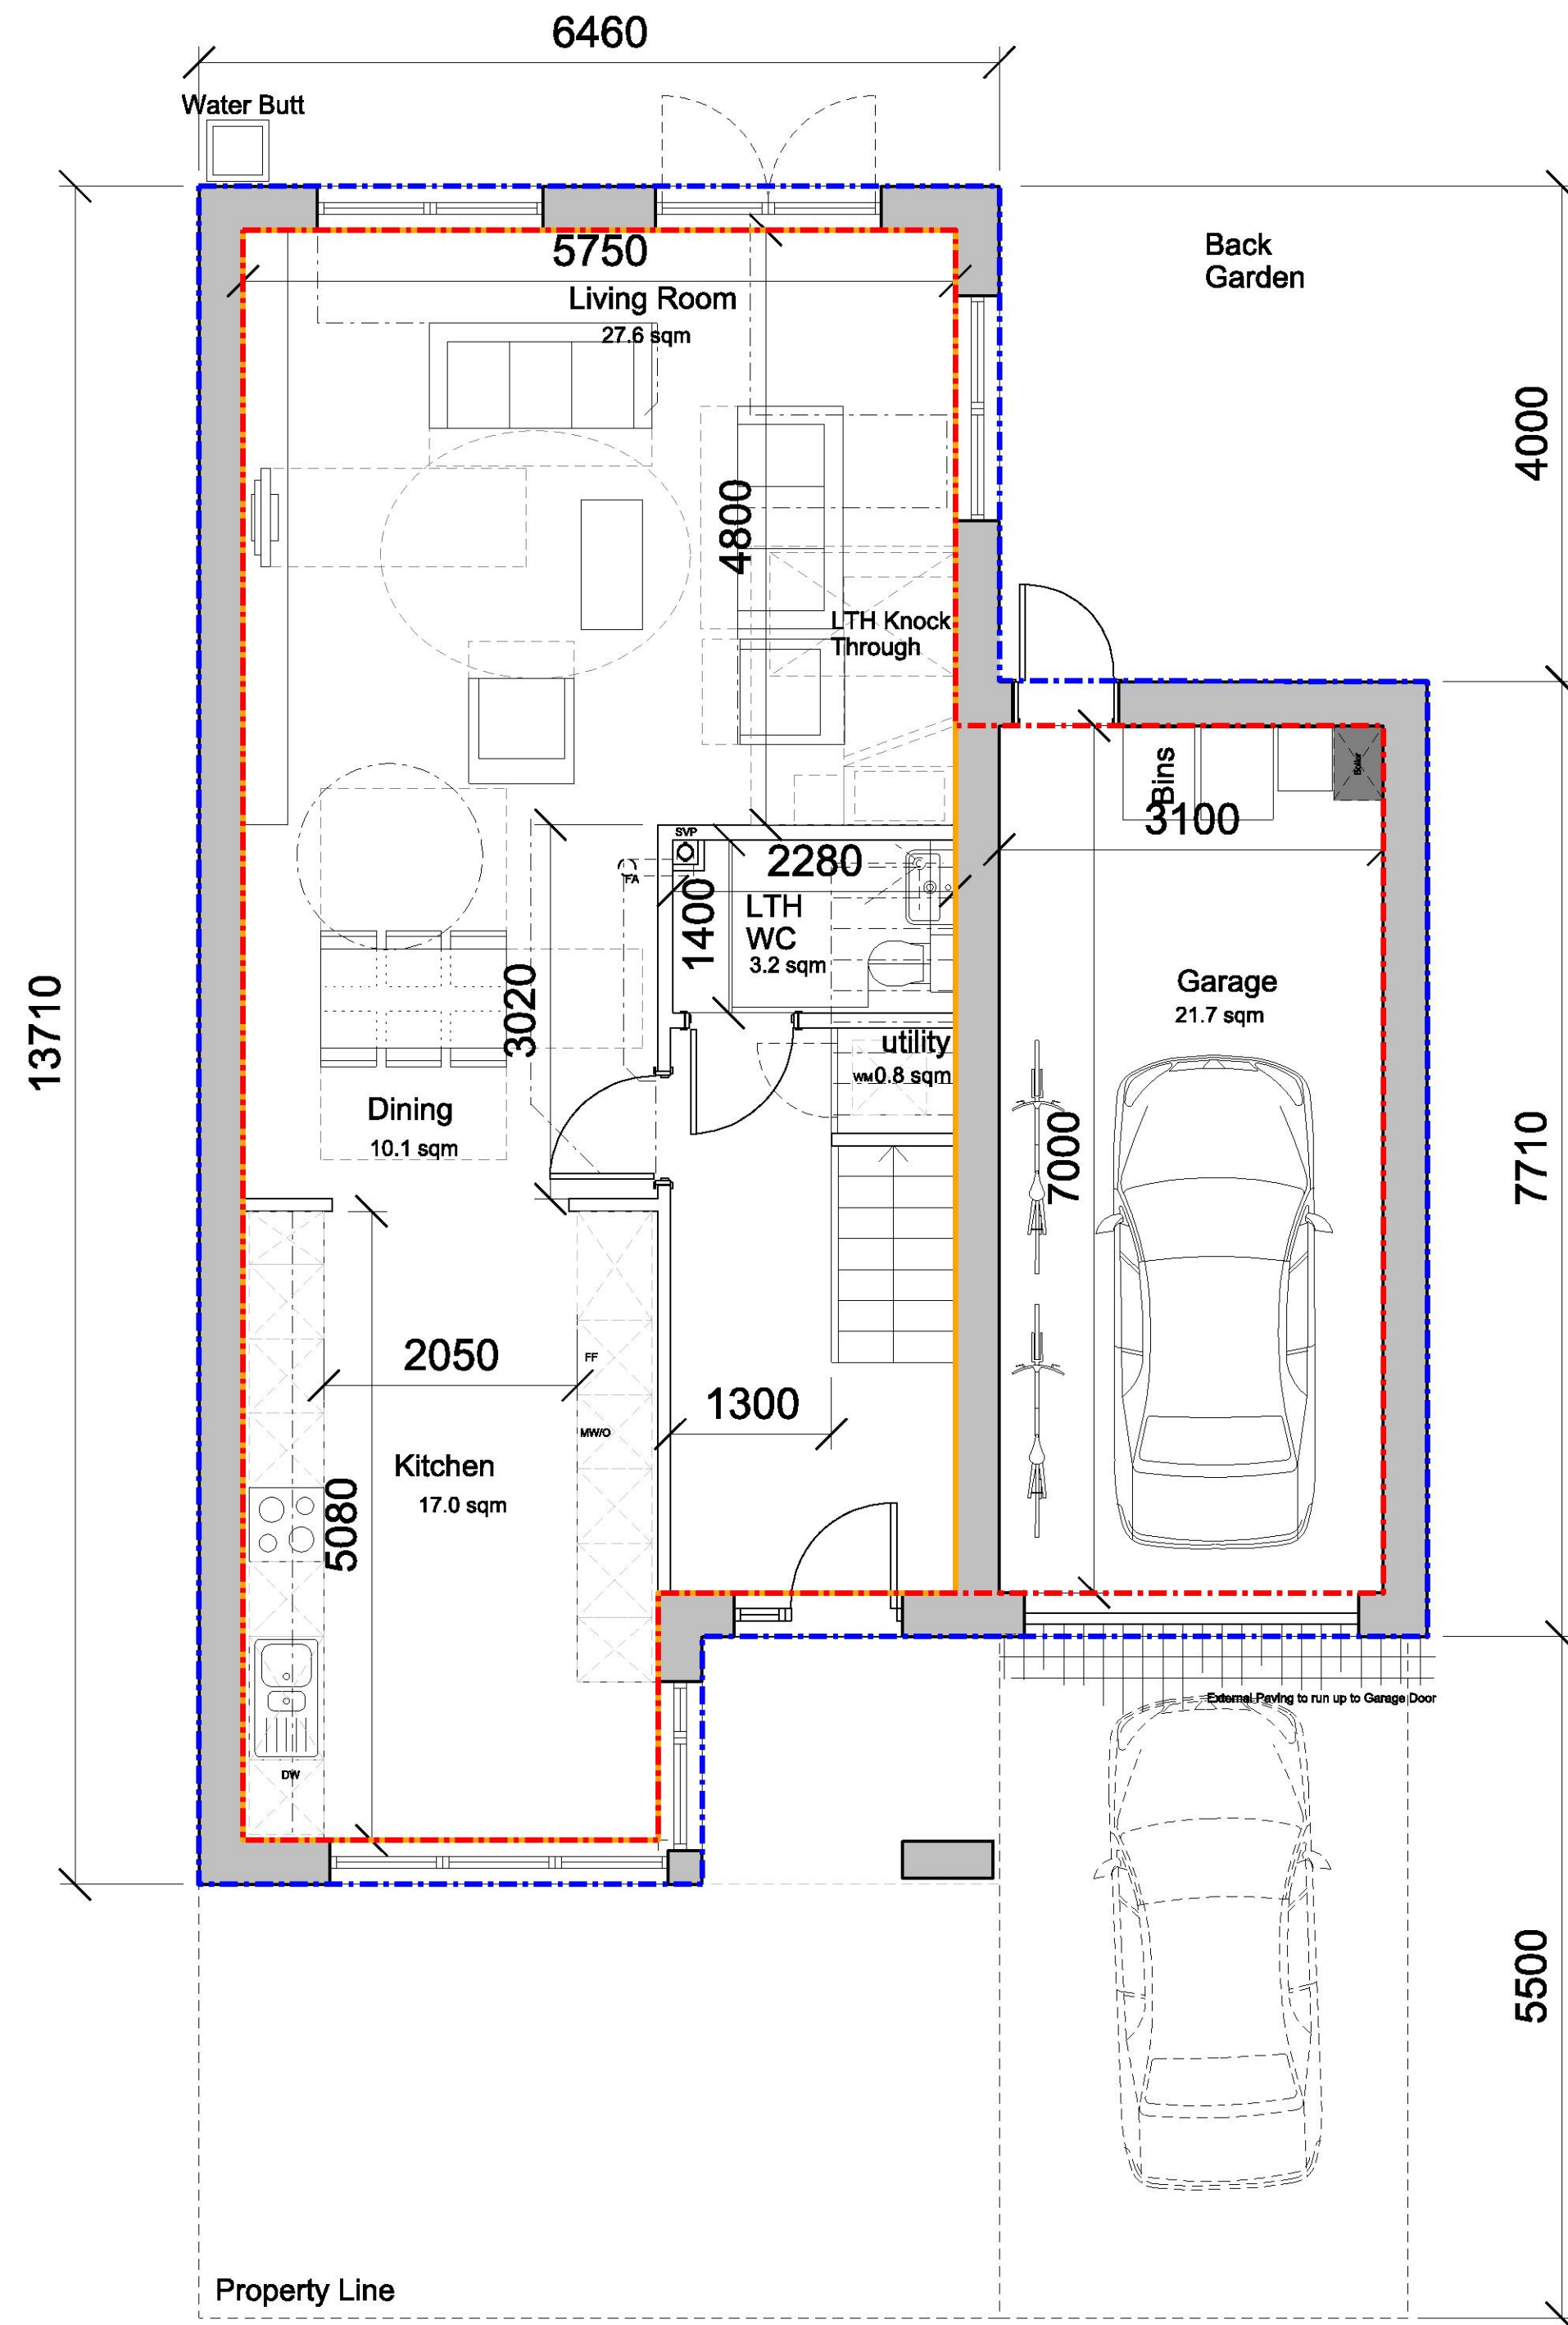 6460
Water Butt
5750
Living Room
27.6 sqm
Back
Garden
4000
4800
LTH Knock
Through
SVP
FA
2280
1400
LTH
WC
3.2 sqm
Bins
Boiler
3100
13710
3020
Garage
21.7 sqm
utility
WM
0.8 sqm
Dining
10.1 sqm
7000
7710
2050
FF
1300
MW/O
Kitchen
17.0 sqm
5080
DW
External Paving to run up to Garage Door
5500
Property Line